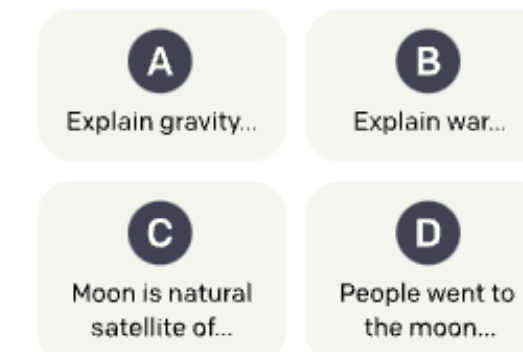 A
Explain gravity...
B
Explain war...
C
Moon is natural
satellite of...
D
People went to
the moon...